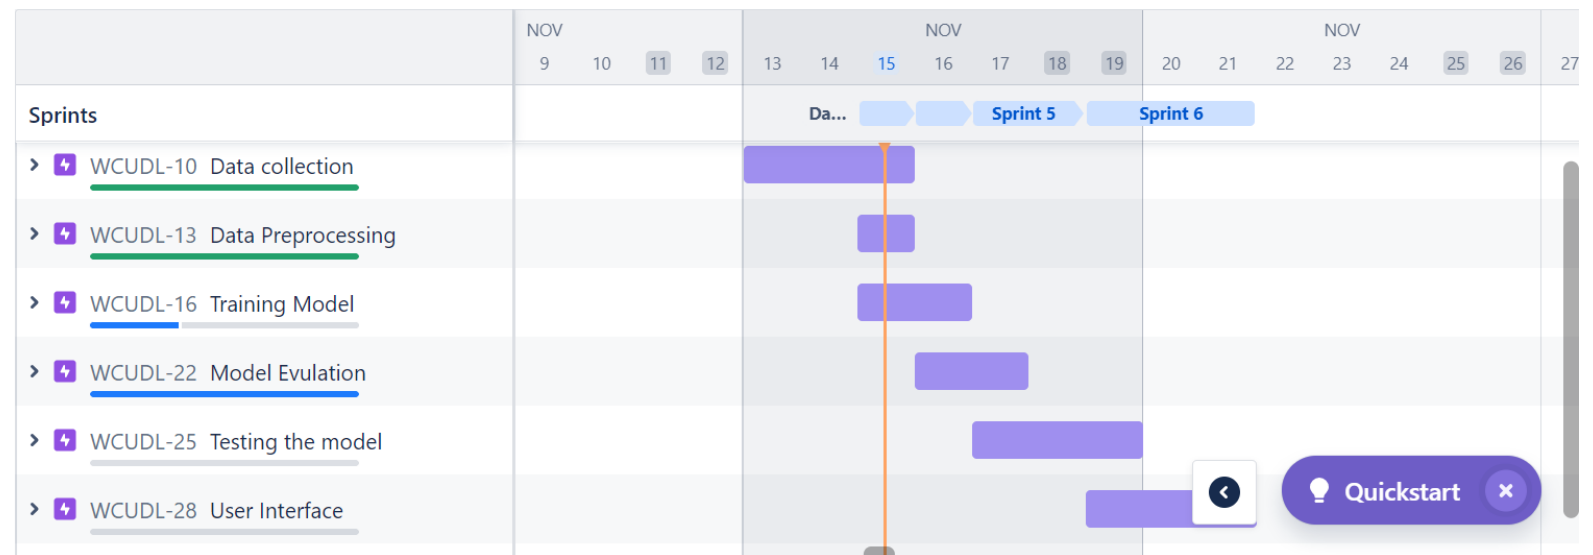 NOV NOV NOV
9 10 11 12 13 14 15 16 17 18 19 20 21 22 23 24 25 26 27
Sprints Da... Sprint 5 Sprint 6
WCUDL-10 Data collection
WCUDL-13 Data Preprocessing
WCUDL-16 Training Model
WCUDL-22 Model Evulation
WCUDL-25 Testing the model
WCUDL-28 User Interface
Quickstart